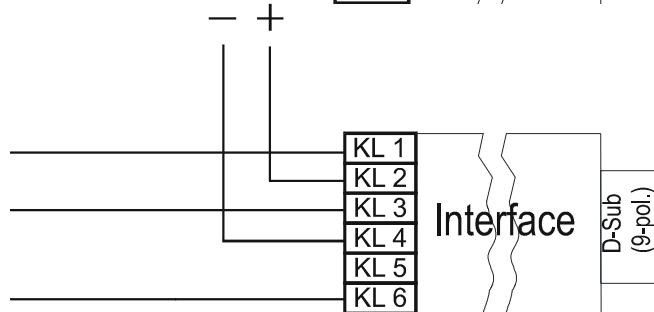 − +
KL 1
KL 2
KL 3
KL 4
KL 5
KL 6
Interface
D-Sub
(9-pol.)